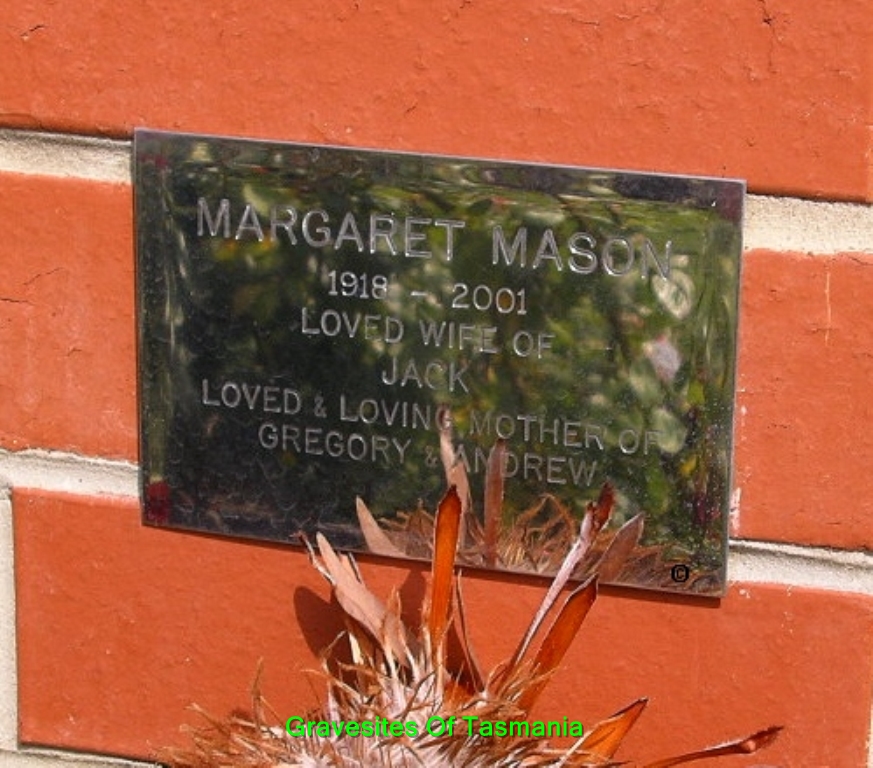 MARGARET MASON
1918 - 2001
LOVED WIFE OF
JACK
LOVED & LOVING MOTHER OF
GREGORY & ANDREW
©
Gravesites Of Tasmania